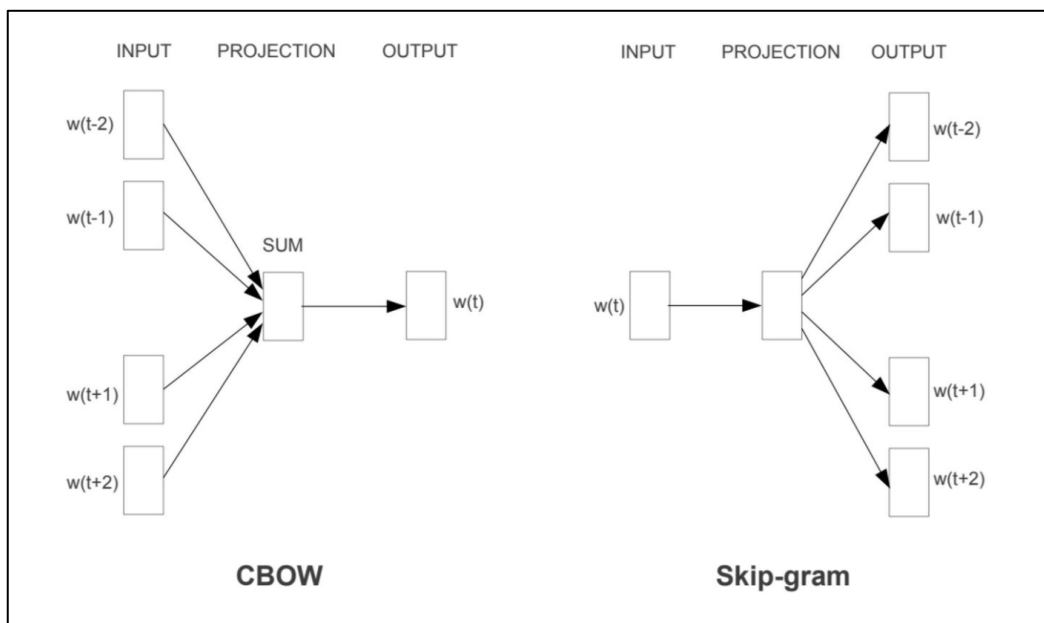 INPUT PROJECTION OUTPUT
w(t-2)
w(t-1)
SUM
w(t)
w(t+1)
w(t+2)
CBOW
INPUT PROJECTION OUTPUT
w(t-2)
w(t-1)
w(t)
w(t+1)
w(t+2)
Skip-gram